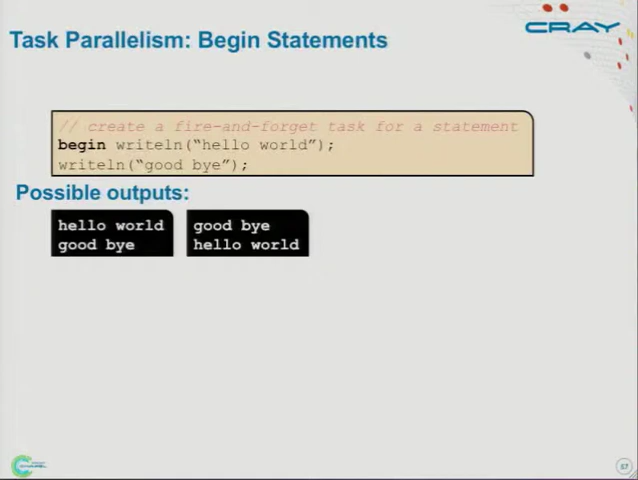 Task Parallelism: Begin Statements
CRAY
// create a fire-and-forget task for a statement
begin writeln(“hello world”);
writeln(“good bye”);
Possible outputs:
hello world
good bye
good bye
hello world
CHAPEL
57